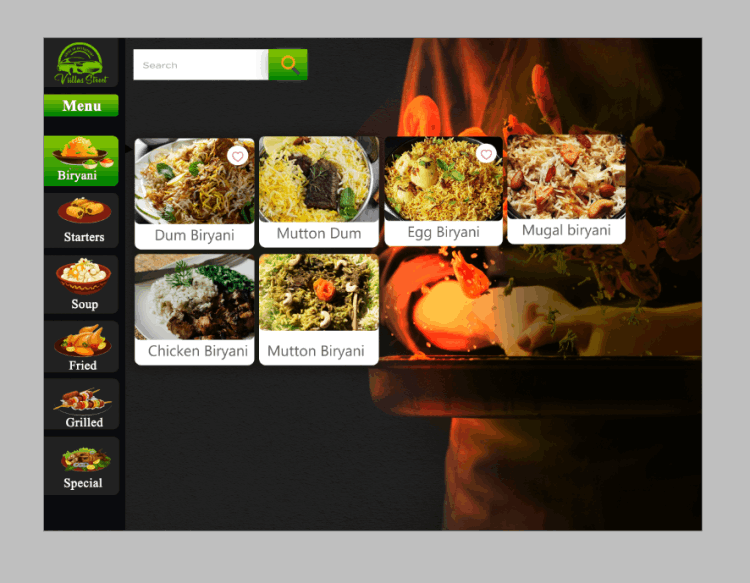 Vallas Street
Search
Menu
Biryani
Starters
Soup
Fried
Grilled
Special
Dum Biryani
Mutton Dum
Egg Biryani
Mugal biryani
Chicken Biryani
Mutton Biryani